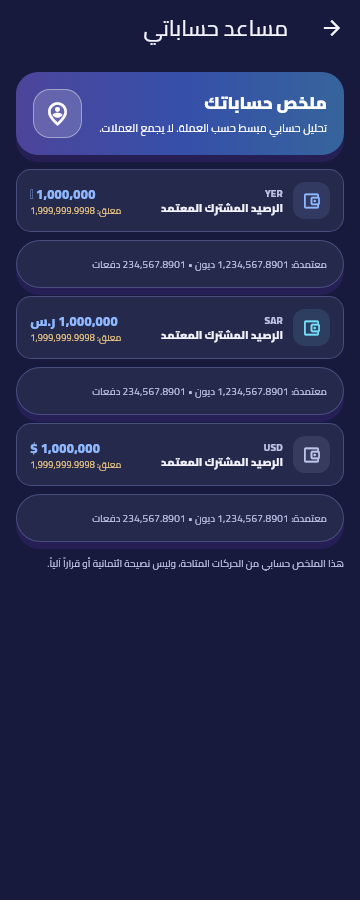 مساعد حساباتي
ملخص حساباتك
تحليل حسابي مبسط حسب العملة. لا يجمع العملات.
YER
الرصيد المشترك المعتمد
1,000,000
معلق: 1,999,999.9998
معتمدة: 1,234,567.8901 ديون • 234,567.8901 دفعات
SAR
الرصيد المشترك المعتمد
1,000,000 ر.س
معلق: 1,999,999.9998
معتمدة: 1,234,567.8901 ديون • 234,567.8901 دفعات
USD
الرصيد المشترك المعتمد
1,000,000 $
معلق: 1,999,999.9998
معتمدة: 1,234,567.8901 ديون • 234,567.8901 دفعات
هذا الملخص حسابي من الحركات المتاحة، وليس نصيحة ائتمانية أو قراراً آلياً.